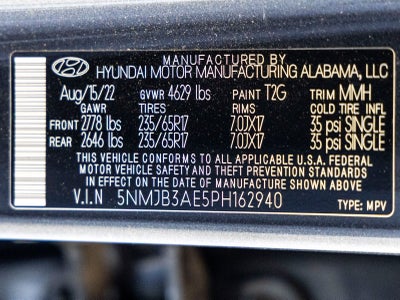 MANUFACTURED BY
HYUNDAI MOTOR MANUFACTURING ALABAMA, LLC
Aug/15/22 GVWR 4629 lbs PAINT T2G TRIM MMH
GAWR TIRES RIMS COLD TIRE INFL
FRONT 2778 lbs 235/65R17 7.0JX17 35 psi SINGLE
REAR 2646 lbs 235/65R17 7.0JX17 35 psi SINGLE
THIS VEHICLE CONFORMS TO ALL APPLICABLE U.S.A. FEDERAL
MOTOR VEHICLE SAFETY AND THEFT PREVENTION STANDARDS
IN EFFECT ON THE DATE OF MANUFACTURE SHOWN ABOVE.
V.I.N 5NMJB3AE5PH162940 TYPE: MPV